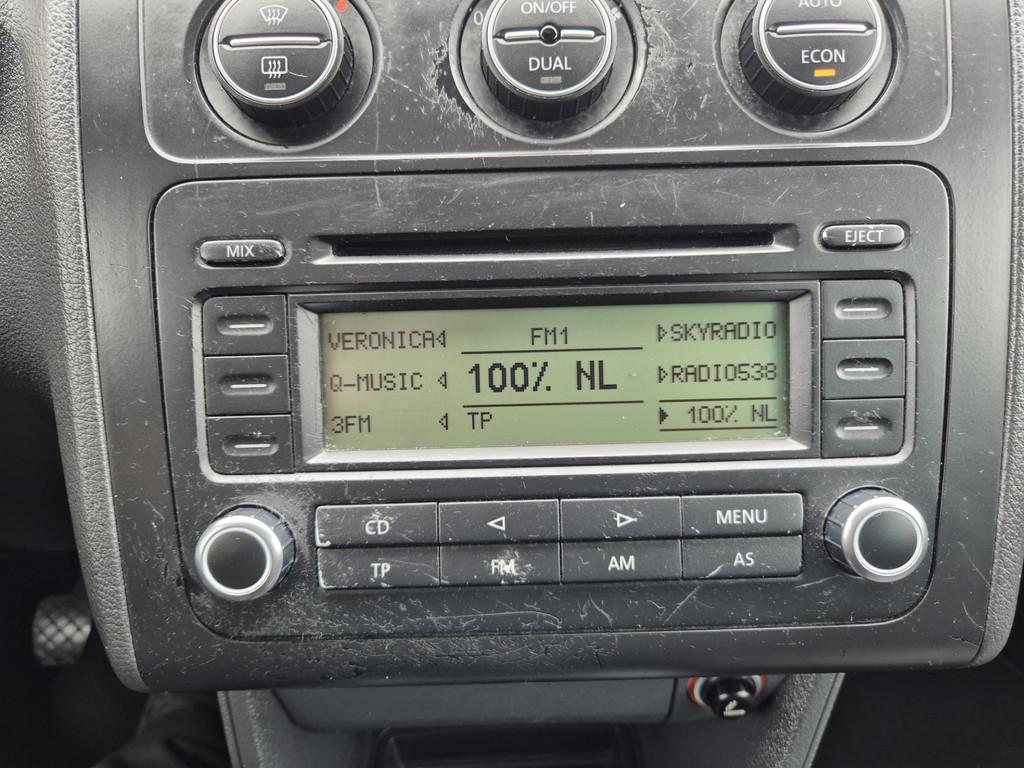 0
ON/OFF
DUAL
AUTO
ECON
MIX
EJECT
VERONICA
FM1
SKYRADIO
Q-MUSIC
100% NL
RADIO538
3FM
TP
100% NL
CD
MENU
TP
FM
AM
AS